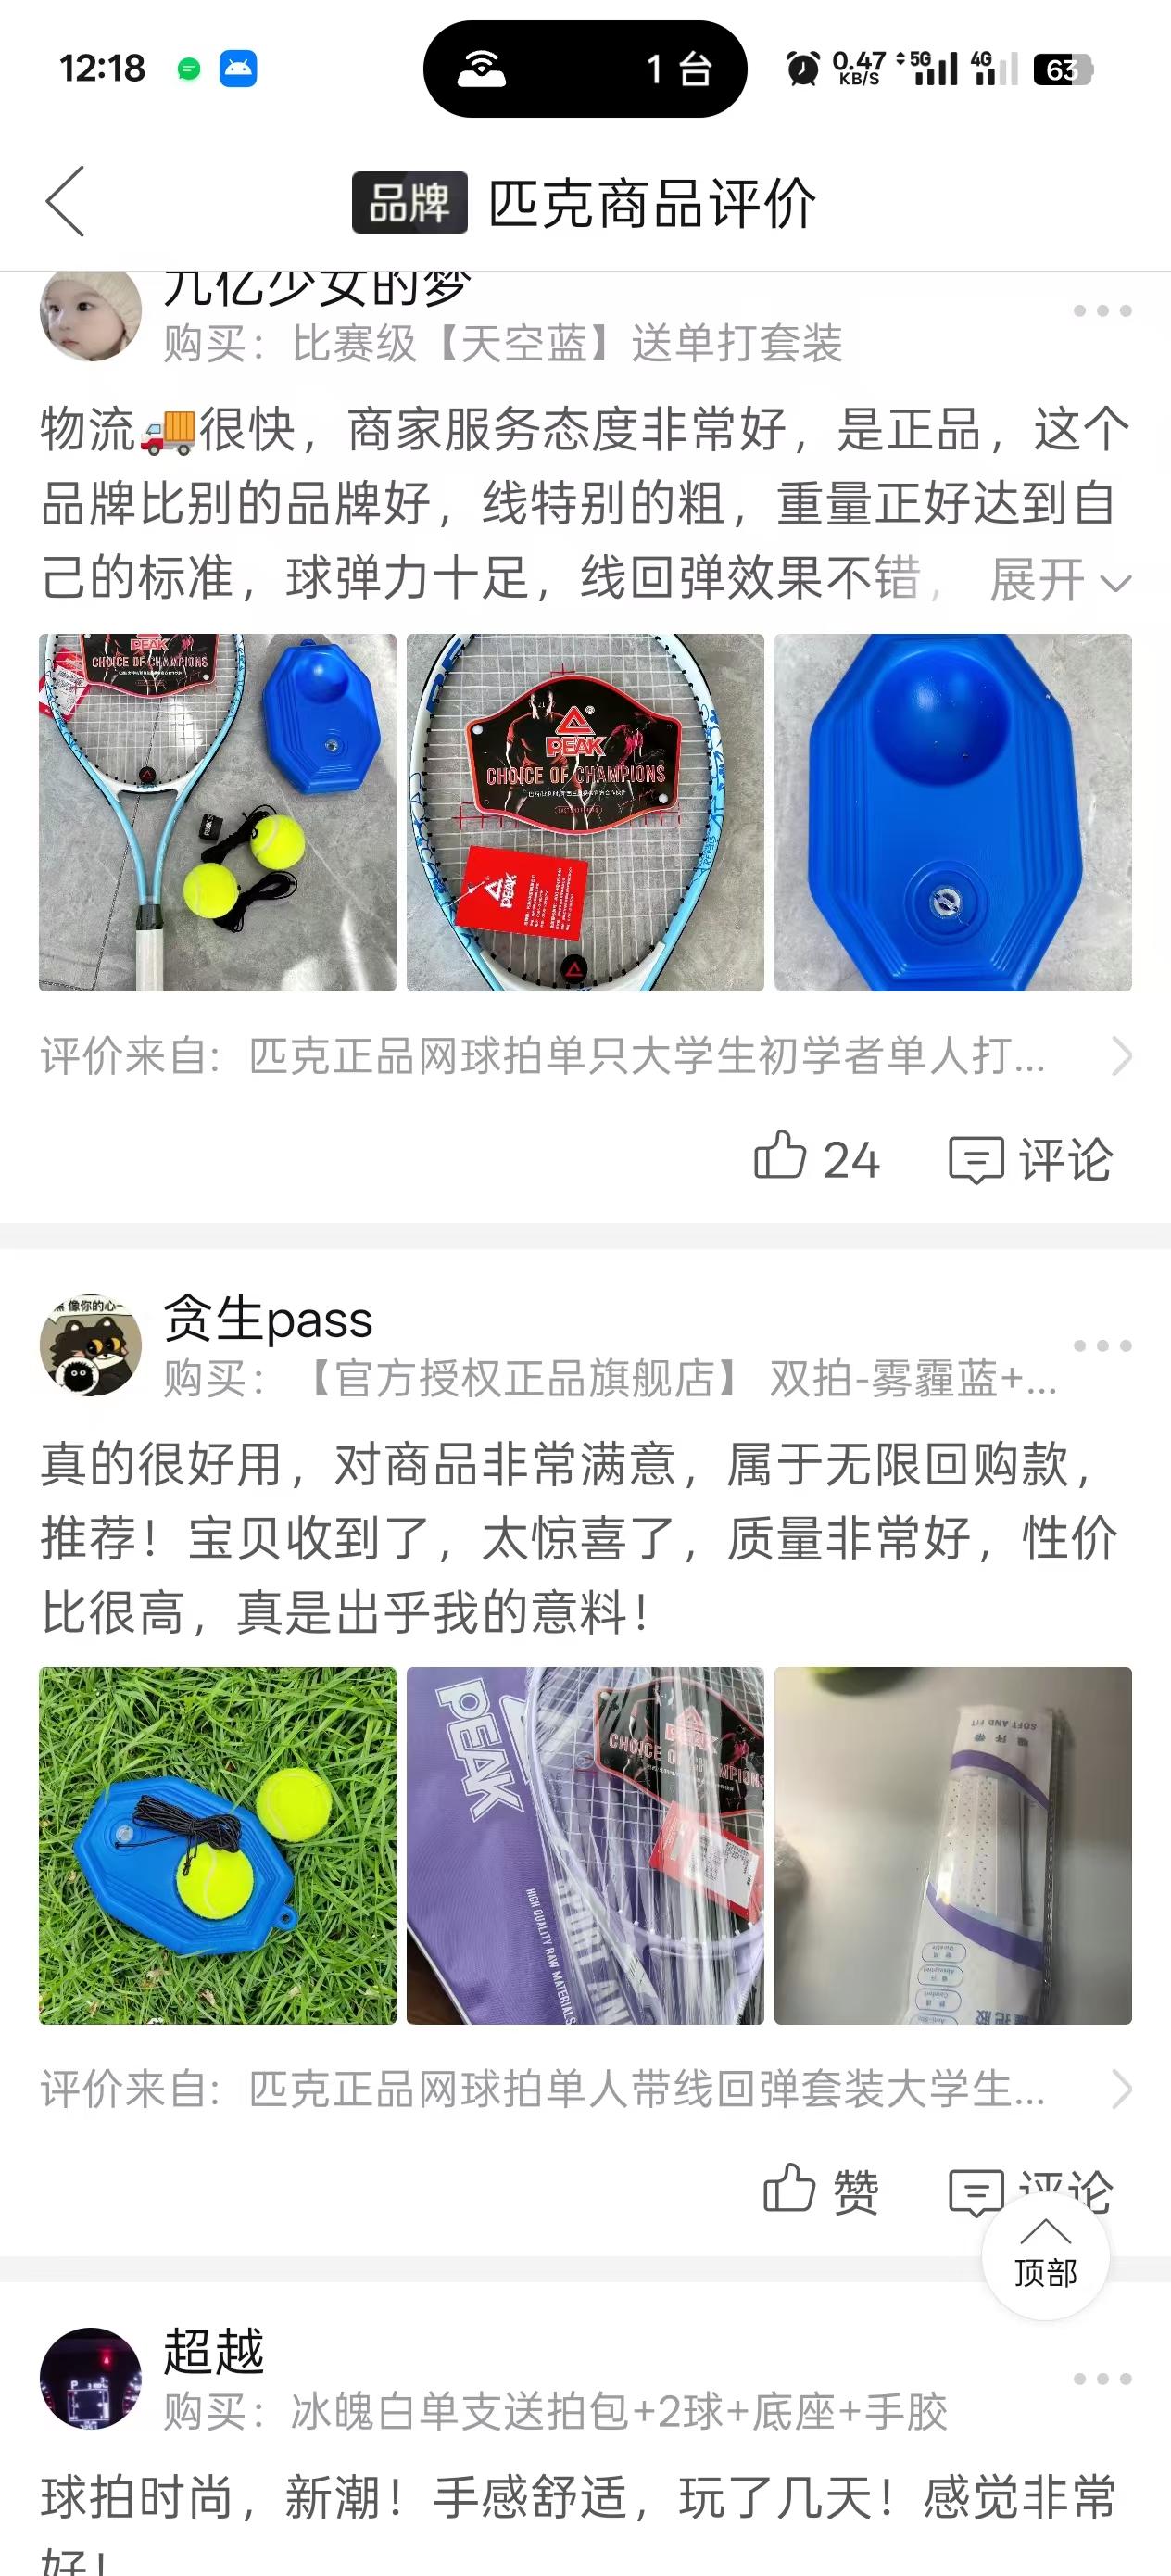 12:18
1 台
0.47 KB/S
5G
4G
63
品牌 匹克商品评价
九亿少女的梦
购买：比赛级【天空蓝】送单打套装
物流🚚很快，商家服务态度非常好，是正品，这个
品牌比别的品牌好，线特别的粗，重量正好达到自
己的标准，球弹力十足，线回弹效果不错， 展开
PEAK
CHOICE OF CHAMPIONS
PEAK
CHOICE OF CHAMPIONS
PEAK
评价来自：匹克正品网球拍单只大学生初学者单人打...
24 评论
像你的心
贪生pass
购买：【官方授权正品旗舰店】 双拍-雾霾蓝+...
真的很好用，对商品非常满意，属于无限回购款，
推荐！宝贝收到了，太惊喜了，质量非常好，性价
比很高，真是出乎我的意料！
PEAK
HIGH QUALITY RAW MATERIALS
PEAK
CHOICE OF CHAMPIONS
SOFT AND FIT
吸汗带
评价来自：匹克正品网球拍单人带线回弹套装大学生...
赞 评论
顶部
超越
购买：冰魄白单支送拍包+2球+底座+手胶
球拍时尚，新潮！手感舒适，玩了几天！感觉非常
好！